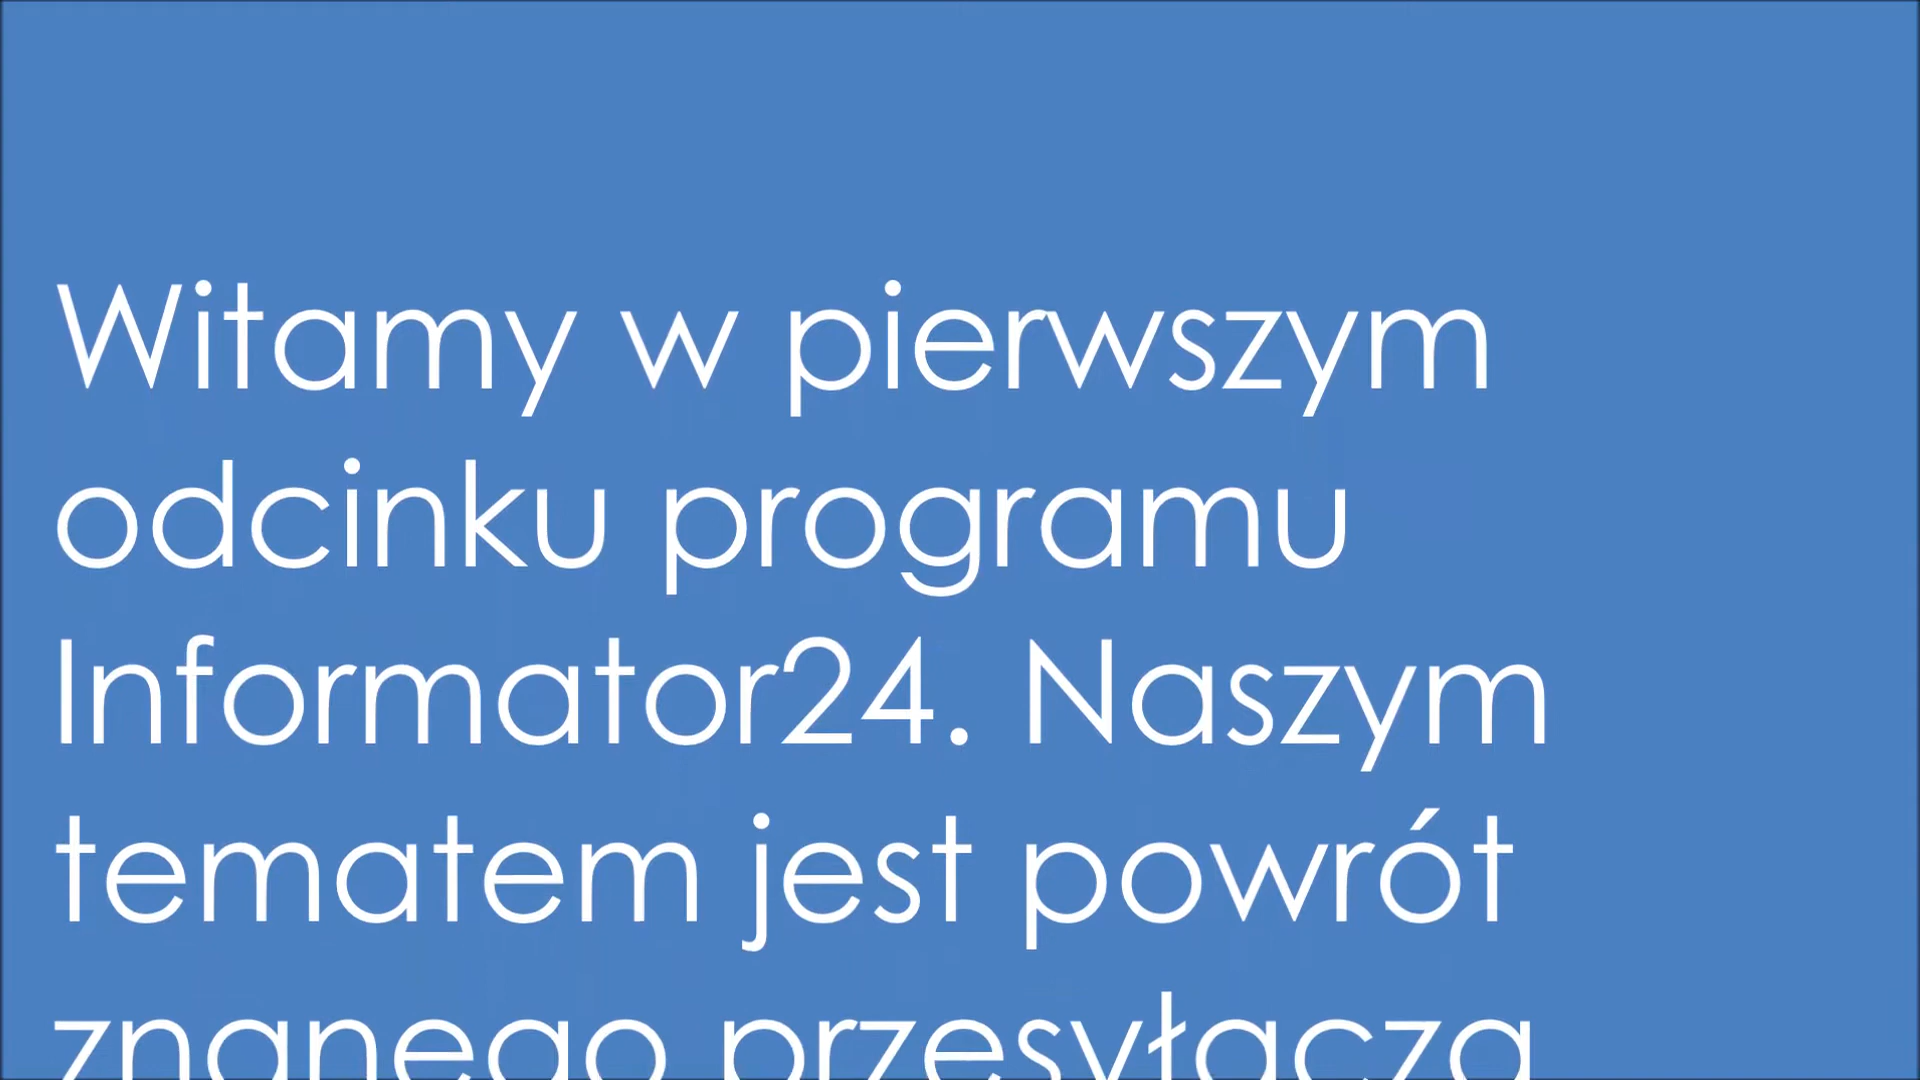 Witamy w pierwszym
odcinku programu
Informator24. Naszym
tematem jest powrót
znanego przesyłacza